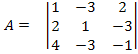 A = | 1 -3 2 |
| 2 1 -3 |
| 4 -3 -1 |